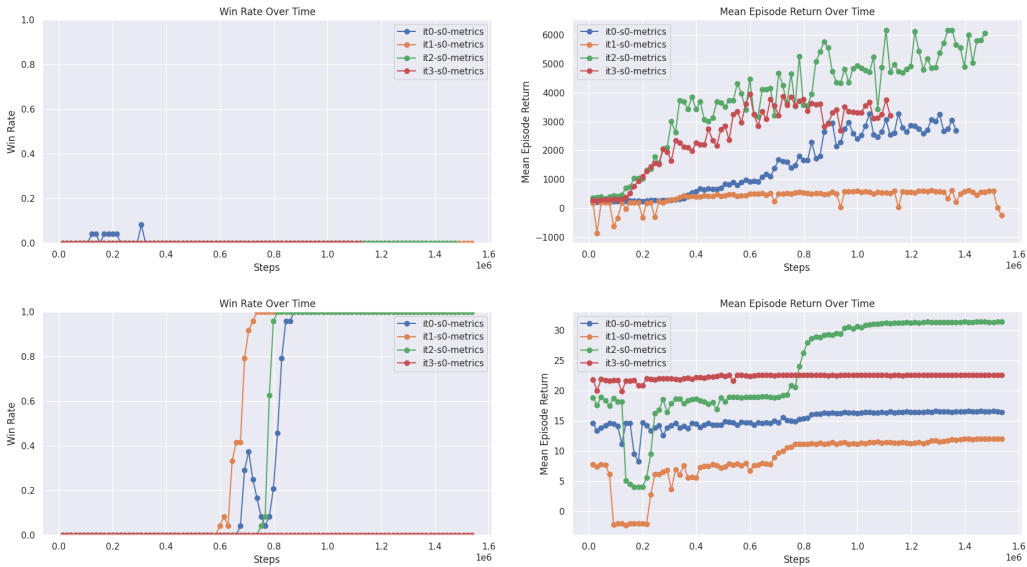 Win Rate Over Time
1.0
0.8
0.6
0.4
0.2
0.0
Win Rate
it0-s0-metrics
it1-s0-metrics
it2-s0-metrics
it3-s0-metrics
0.0 0.2 0.4 0.6 0.8 1.0 1.2 1.4 1.6
Steps
1e6
Mean Episode Return Over Time
6000
5000
4000
3000
2000
1000
0
−1000
Mean Episode Return
it0-s0-metrics
it1-s0-metrics
it2-s0-metrics
it3-s0-metrics
0.0 0.2 0.4 0.6 0.8 1.0 1.2 1.4 1.6
Steps
1e6
Win Rate Over Time
1.0
0.8
0.6
0.4
0.2
0.0
Win Rate
it0-s0-metrics
it1-s0-metrics
it2-s0-metrics
it3-s0-metrics
0.0 0.2 0.4 0.6 0.8 1.0 1.2 1.4 1.6
Steps
1e6
Mean Episode Return Over Time
30
25
20
15
10
5
0
Mean Episode Return
it0-s0-metrics
it1-s0-metrics
it2-s0-metrics
it3-s0-metrics
0.0 0.2 0.4 0.6 0.8 1.0 1.2 1.4 1.6
Steps
1e6